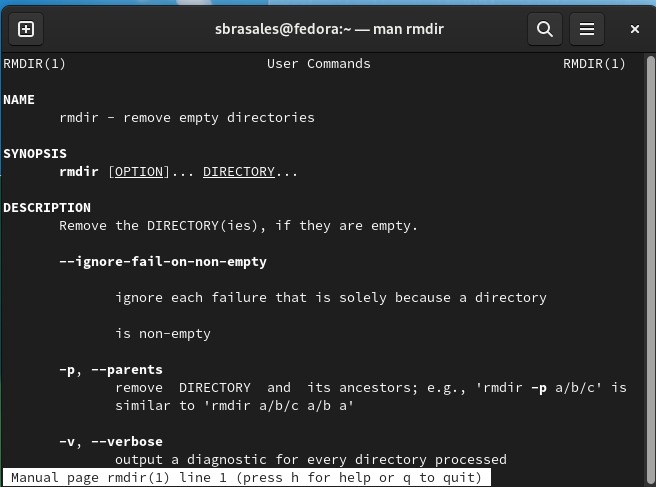 sbrasales@fedora:~ — man rmdir
RMDIR(1) User Commands RMDIR(1)
NAME
rmdir - remove empty directories
SYNOPSIS
rmdir [OPTION]... DIRECTORY...
DESCRIPTION
Remove the DIRECTORY(ies), if they are empty.
--ignore-fail-on-non-empty
ignore each failure that is solely because a directory
is non-empty
-p, --parents
remove DIRECTORY and its ancestors; e.g., 'rmdir -p a/b/c' is
similar to 'rmdir a/b/c a/b a'
-v, --verbose
output a diagnostic for every directory processed
Manual page rmdir(1) line 1 (press h for help or q to quit)